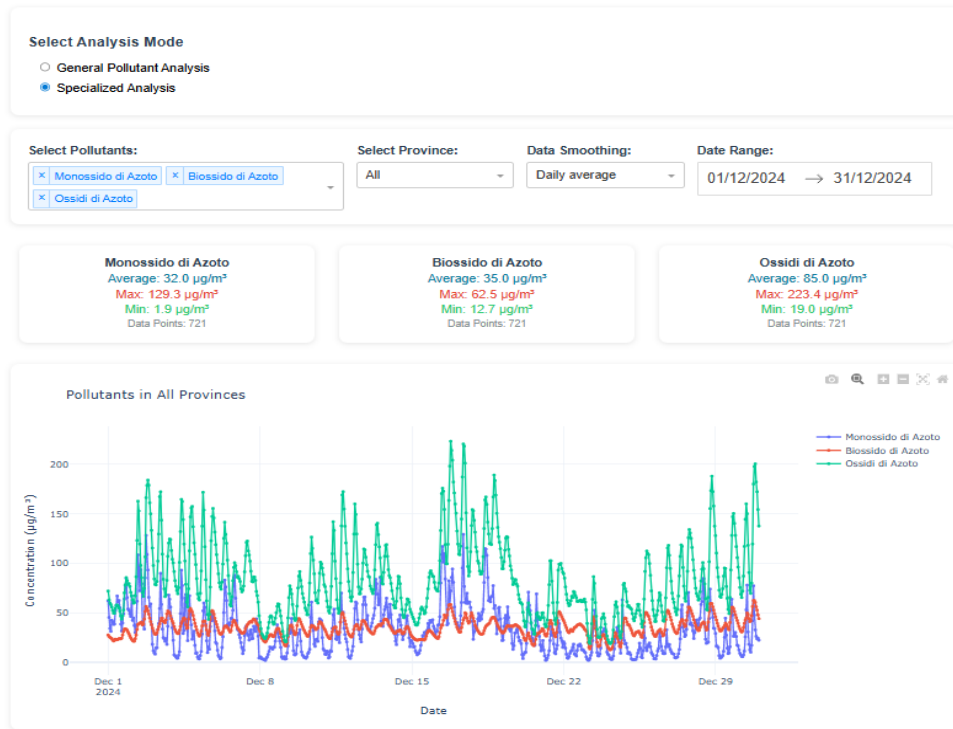 Select Analysis Mode
General Pollutant Analysis
Specialized Analysis
Select Pollutants:
× Monossido di Azoto × Biossido di Azoto
× Ossidi di Azoto
Select Province:
All
Data Smoothing:
Daily average
Date Range:
01/12/2024 → 31/12/2024
Monossido di Azoto
Average: 32.0 µg/m³
Max: 129.3 µg/m³
Min: 1.9 µg/m³
Data Points: 721
Biossido di Azoto
Average: 35.0 µg/m³
Max: 62.5 µg/m³
Min: 12.7 µg/m³
Data Points: 721
Ossidi di Azoto
Average: 85.0 µg/m³
Max: 223.4 µg/m³
Min: 19.0 µg/m³
Data Points: 721
Pollutants in All Provinces
Monossido di Azoto
Biossido di Azoto
Ossidi di Azoto
Concentration (µg/m³)
200
150
100
50
0
Dec 1
2024
Dec 8
Dec 15
Dec 22
Dec 29
Date